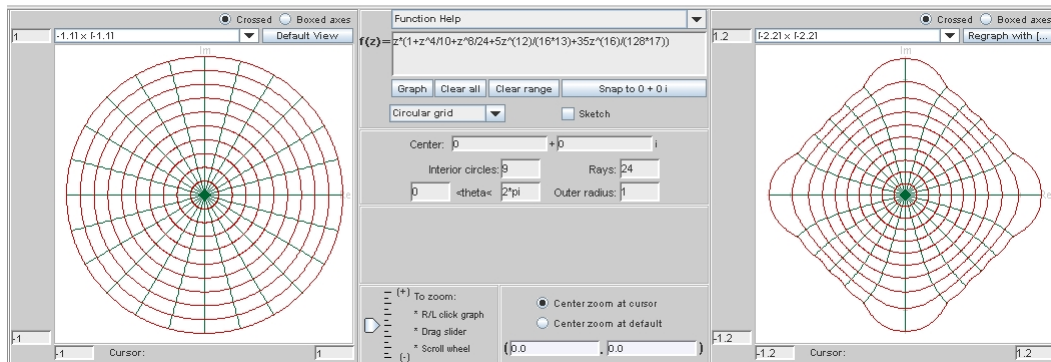 Crossed Boxed axes
1 [-1,1] x [-1,1] Default View
Im
-1
-1 Cursor: 1
Function Help
f(z)= z*(1+z^4/10+z^8/24+5z^(12)/(16*13)+35z^(16)/(128*17))
Graph Clear all Clear range Snap to 0 + 0 i
Circular grid Sketch
Center: 0 + 0 i
Interior circles: 9 Rays: 24
0 <theta< 2*pi Outer radius: 1
(+) To zoom:
* R/L click graph
* Drag slider
* Scroll wheel
(-)
Center zoom at cursor
Center zoom at default
( 0.0 , 0.0 )
Crossed Boxed axes
1.2 [-2,2] x [-2,2] Regraph with [...
Im
-1.2
-1.2 Cursor: 1.2